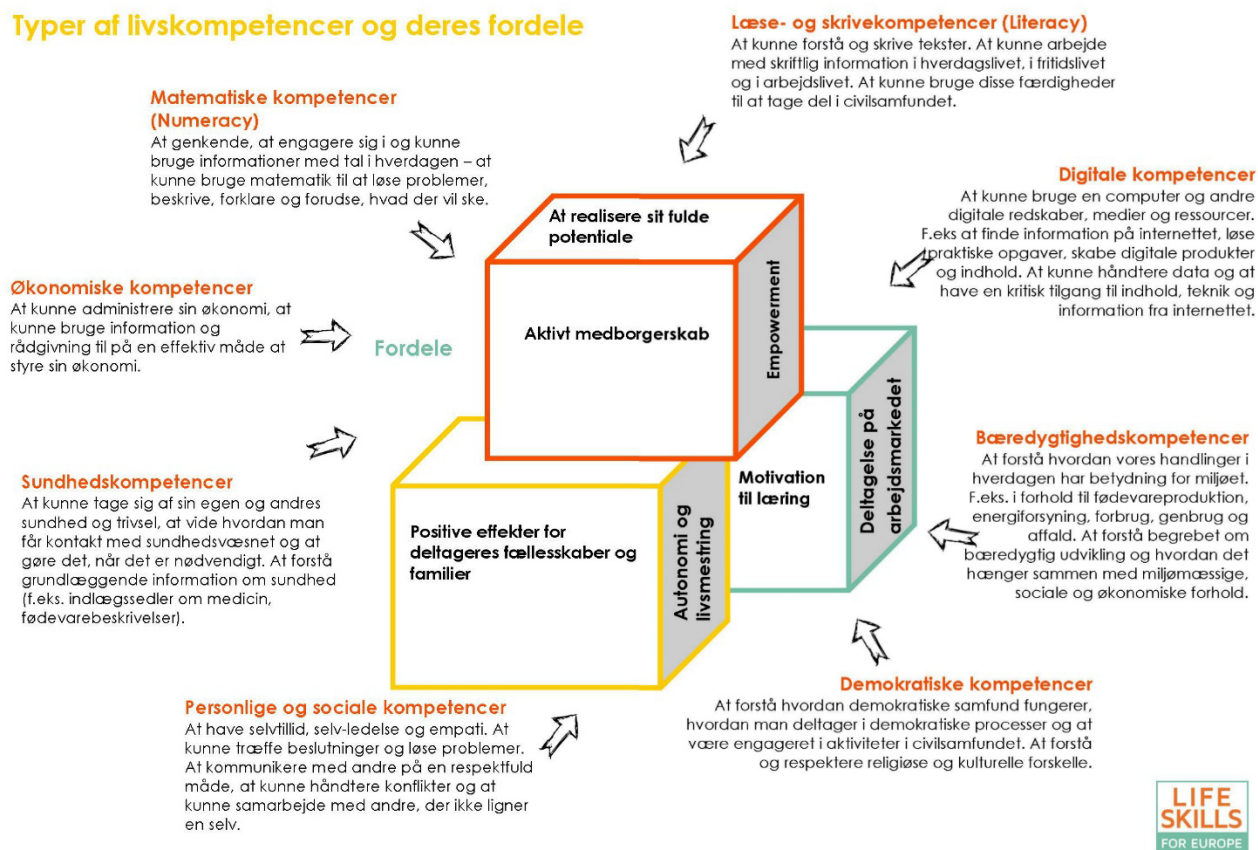 Typer af livskompetencer og deres fordele
Læse- og skrivekompetencer (Literacy)
At kunne forstå og skrive tekster. At kunne arbejde
med skriftlig information i hverdagslivet, i fritidslivet
og i arbejdslivet. At kunne bruge disse færdigheder
til at tage del i civilsamfundet.
Matematiske kompetencer
(Numeracy)
At genkende, at engagere sig i og kunne
bruge informationer med tal i hverdagen – at
kunne bruge matematik til at løse problemer,
beskrive, forklare og forudse, hvad der vil ske.
Digitale kompetencer
At kunne bruge en computer og andre
digitale redskaber, medier og ressourcer.
F.eks at finde information på internettet, løse
praktiske opgaver, skabe digitale produkter
og indhold. At kunne håndtere data og at
have en kritisk tilgang til indhold, teknik og
information fra internettet.
Økonomiske kompetencer
At kunne administrere sin økonomi, at
kunne bruge information og
rådgivning til på en effektiv måde at
styre sin økonomi.
Fordele
At realisere sit fulde
potentiale
Aktivt medborgerskab
Empowerment
Positive effekter for
deltageres fællesskaber og
familier
Autonomi og
livsmestring
Motivation
til læring
Deltagelse på
arbejdsmarkedet
Sundhedskompetencer
At kunne tage sig af sin egen og andres
sundhed og trivsel, at vide hvordan man
får kontakt med sundhedsvæsnet og at
gøre det, når det er nødvendigt. At forstå
grundlæggende information om sundhed
(f.eks. indlægssedler om medicin,
fødevarebeskrivelser).
Bæredygtighedskompetencer
At forstå hvordan vores handlinger i
hverdagen har betydning for miljøet.
F.eks. i forhold til fødevareproduktion,
energiforsyning, forbrug, genbrug og
affald. At forstå begrebet om
bæredygtig udvikling og hvordan det
hænger sammen med miljømæssige,
sociale og økonomiske forhold.
Personlige og sociale kompetencer
At have selvtillid, selv-ledelse og empati. At
kunne træffe beslutninger og løse problemer.
At kommunikere med andre på en respektfuld
måde, at kunne håndtere konflikter og at
kunne samarbejde med andre, der ikke ligner
en selv.
Demokratiske kompetencer
At forstå hvordan demokratiske samfund fungerer,
hvordan man deltager i demokratiske processer og at
være engageret i aktiviteter i civilsamfundet. At forstå
og respektere religiøse og kulturelle forskelle.
LIFE
SKILLS
FOR EUROPE